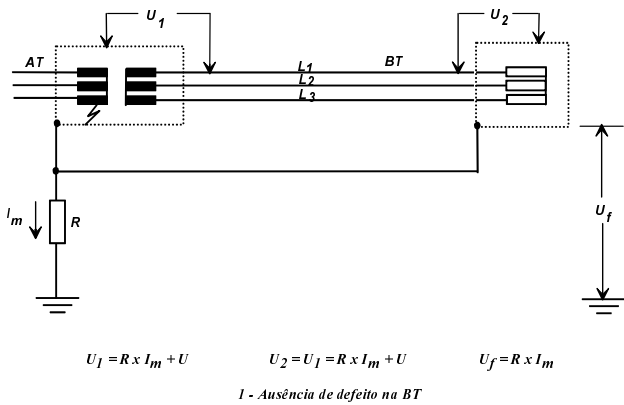 U1 U2
AT L1 BT
L2
L3
Im R Uf
U1 = R x Im + U U2 = U1 = R x Im + U Uf = R x Im
1 - Ausência de defeito na BT